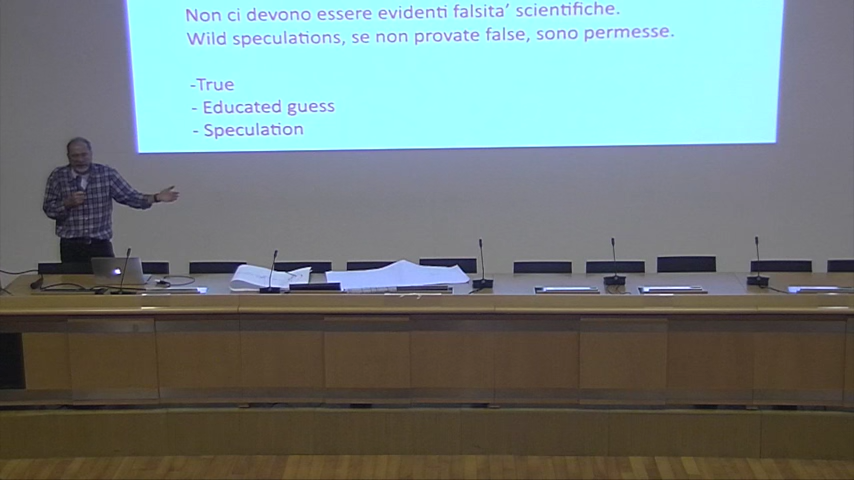 Non ci devono essere evidenti falsita' scientifiche.
Wild speculations, se non provate false, sono permesse.
-True
- Educated guess
- Speculation